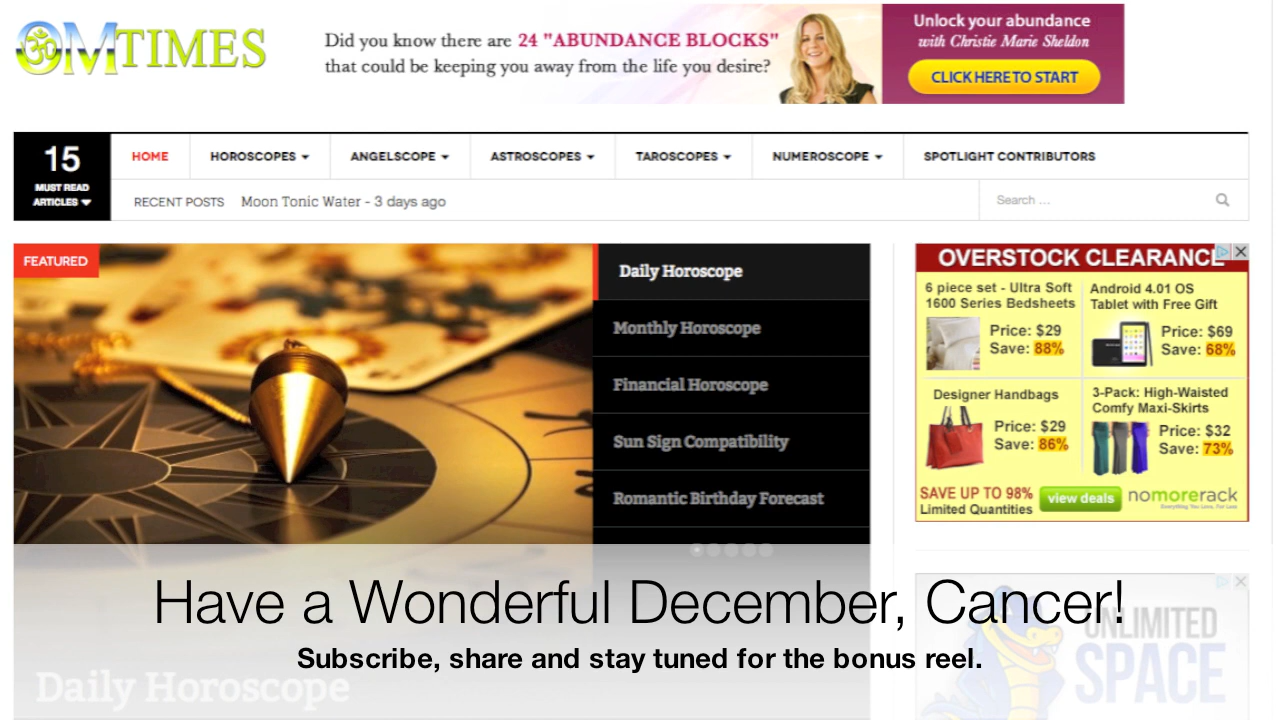 OMTIMES
Did you know there are 24 "ABUNDANCE BLOCKS"
that could be keeping you away from the life you desire?
Unlock your abundance
with Christie Marie Sheldon
CLICK HERE TO START
15
MUST READ
ARTICLES
HOME
HOROSCOPES
ANGELSCOPE
ASTROSCOPES
TAROSCOPES
NUMEROSCOPE
SPOTLIGHT CONTRIBUTORS
RECENT POSTS Moon Tonic Water - 3 days ago
Search ...
FEATURED
Daily Horoscope
Monthly Horoscope
Financial Horoscope
Sun Sign Compatibility
Romantic Birthday Forecast
OVERSTOCK CLEARANCE
6 piece set - Ultra Soft
1600 Series Bedsheets
Price: $29
Save: 88%
Android 4.01 OS
Tablet with Free Gift
Price: $69
Save: 68%
Designer Handbags
Price: $29
Save: 86%
3-Pack: High-Waisted
Comfy Maxi-Skirts
Price: $32
Save: 73%
SAVE UP TO 98%
Limited Quantities
view deals
nomorerack
Everything You Love, For Less
Have a Wonderful December, Cancer!
Subscribe, share and stay tuned for the bonus reel.
Daily Horoscope
UNLIMITED
SPACE